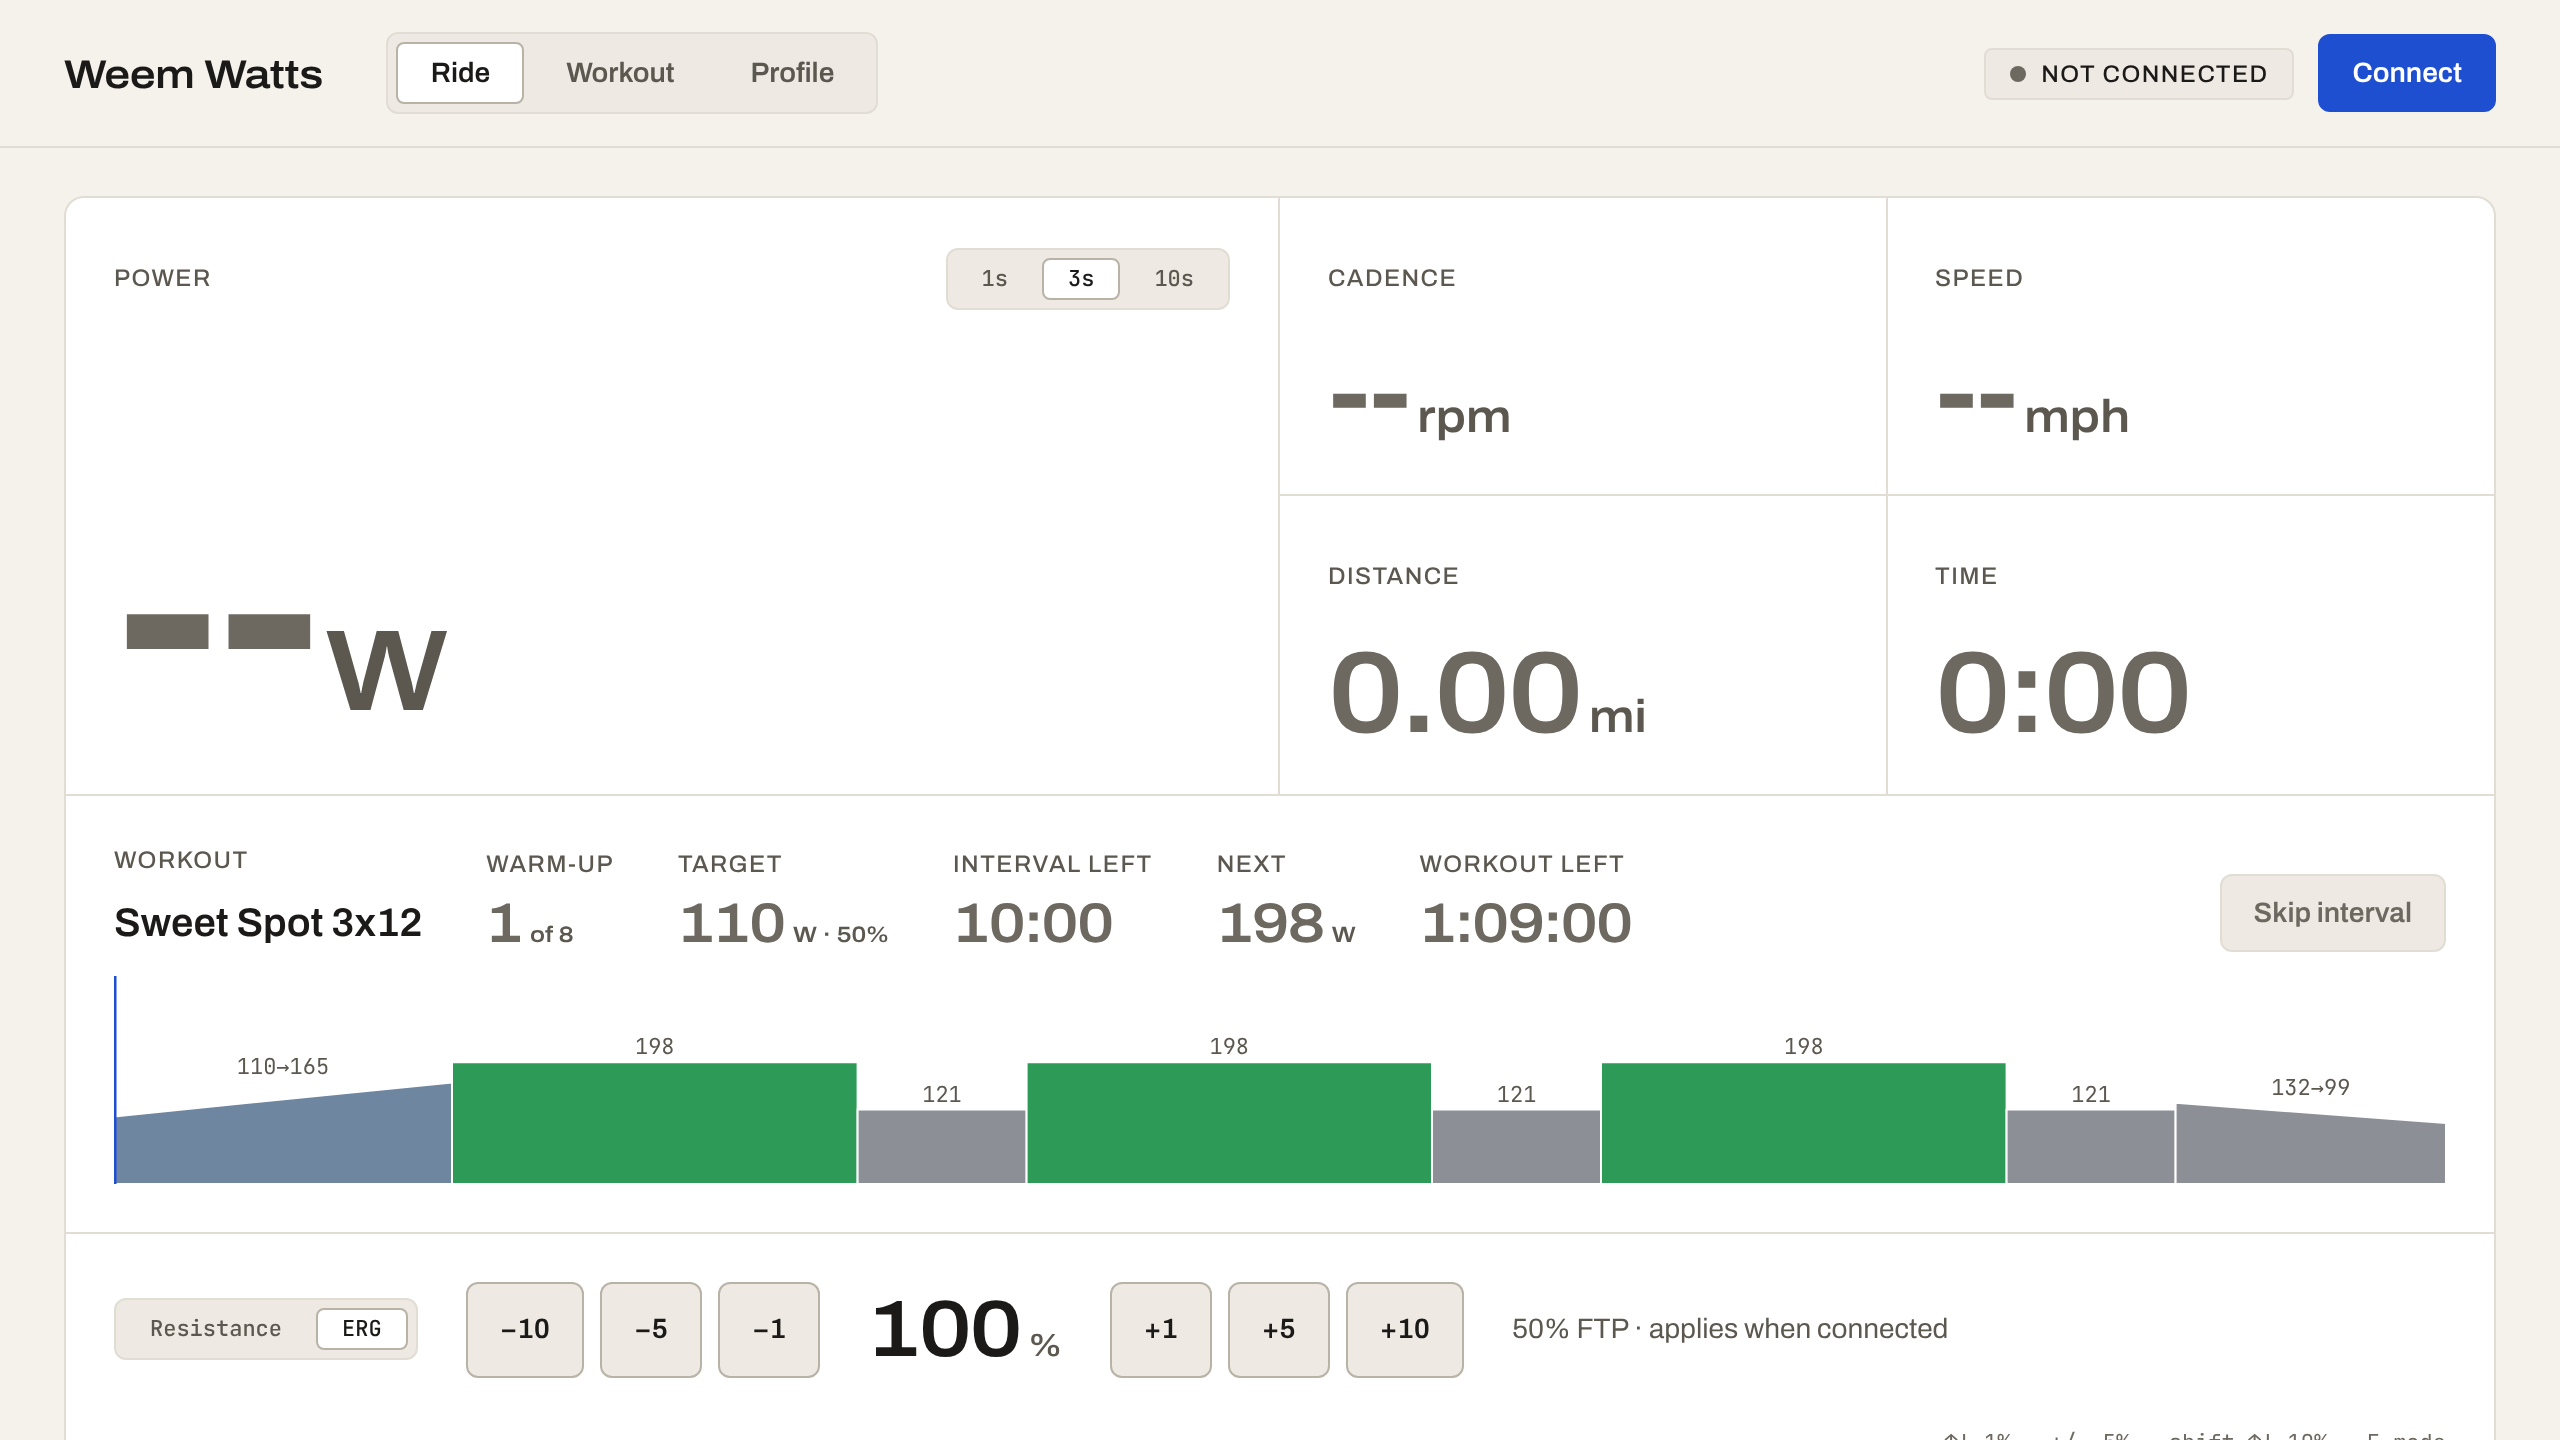 Weem Watts
Ride Workout Profile
NOT CONNECTED
Connect
POWER
1s 3s 10s
-- W
CADENCE
-- rpm
SPEED
-- mph
DISTANCE
0.00 mi
TIME
0:00
WORKOUT
Sweet Spot 3x12
WARM-UP
1 of 8
TARGET
110 W · 50%
INTERVAL LEFT
10:00
NEXT
198 W
WORKOUT LEFT
1:09:00
Skip interval
110→165 198 121 198 121 198 121 132→99
Resistance ERG
−10 −5 −1 100 % +1 +5 +10
50% FTP · applies when connected